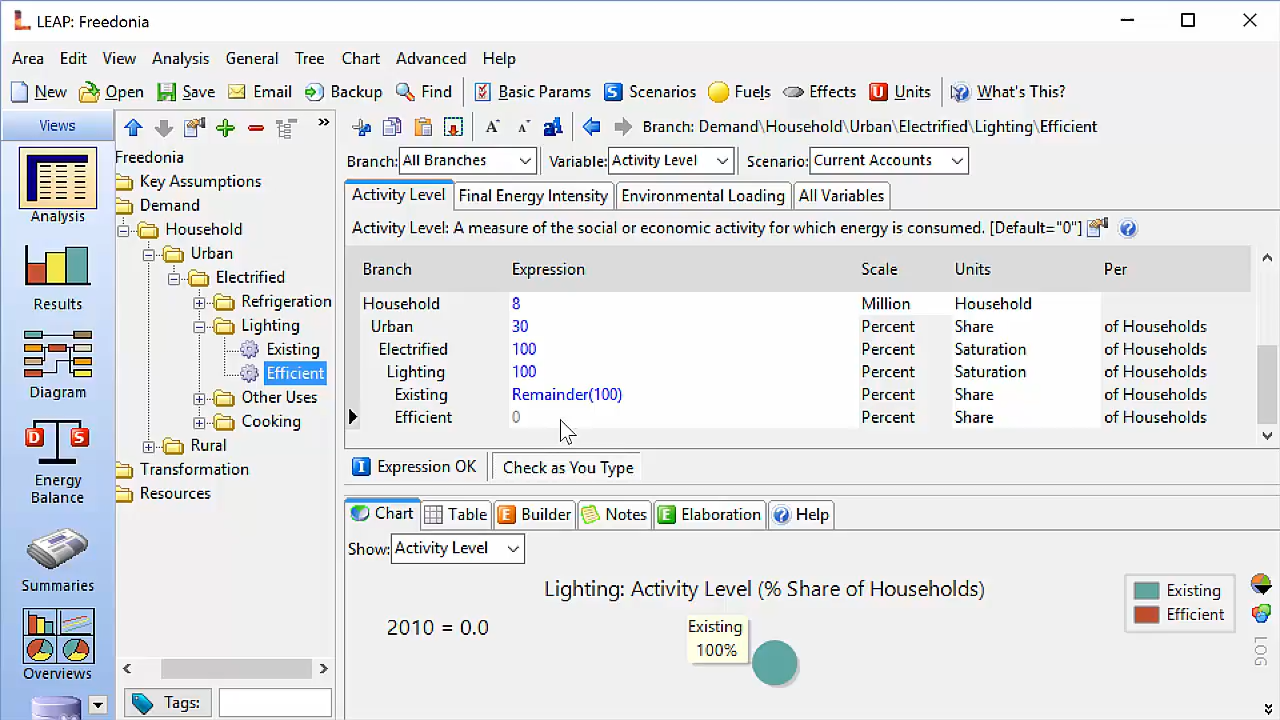 LEAP: Freedonia
Area Edit View Analysis General Tree Chart Advanced Help
New Open Save Email Backup Find Basic Params Scenarios Fuels Effects Units What's This?
Views
Analysis
Results
Diagram
Energy
Balance
Summaries
Overviews
Freedonia
Key Assumptions
Demand
Household
Urban
Electrified
Refrigeration
Lighting
Existing
Efficient
Other Uses
Cooking
Rural
Transformation
Resources
Tags:
Branch: Demand\Household\Urban\Electrified\Lighting\Efficient
Branch: All Branches Variable: Activity Level Scenario: Current Accounts
Activity Level Final Energy Intensity Environmental Loading All Variables
Activity Level: A measure of the social or economic activity for which energy is consumed. [Default="0"]
Branch Expression Scale Units Per
Household 8 Million Household
Urban 30 Percent Share of Households
Electrified 100 Percent Saturation of Households
Lighting 100 Percent Saturation of Households
Existing Remainder(100) Percent Share of Households
Efficient 0 Percent Share of Households
Expression OK Check as You Type
Chart Table Builder Notes Elaboration Help
Show: Activity Level
Lighting: Activity Level (% Share of Households)
2010 = 0.0
Existing
100%
Existing
Efficient
LOG